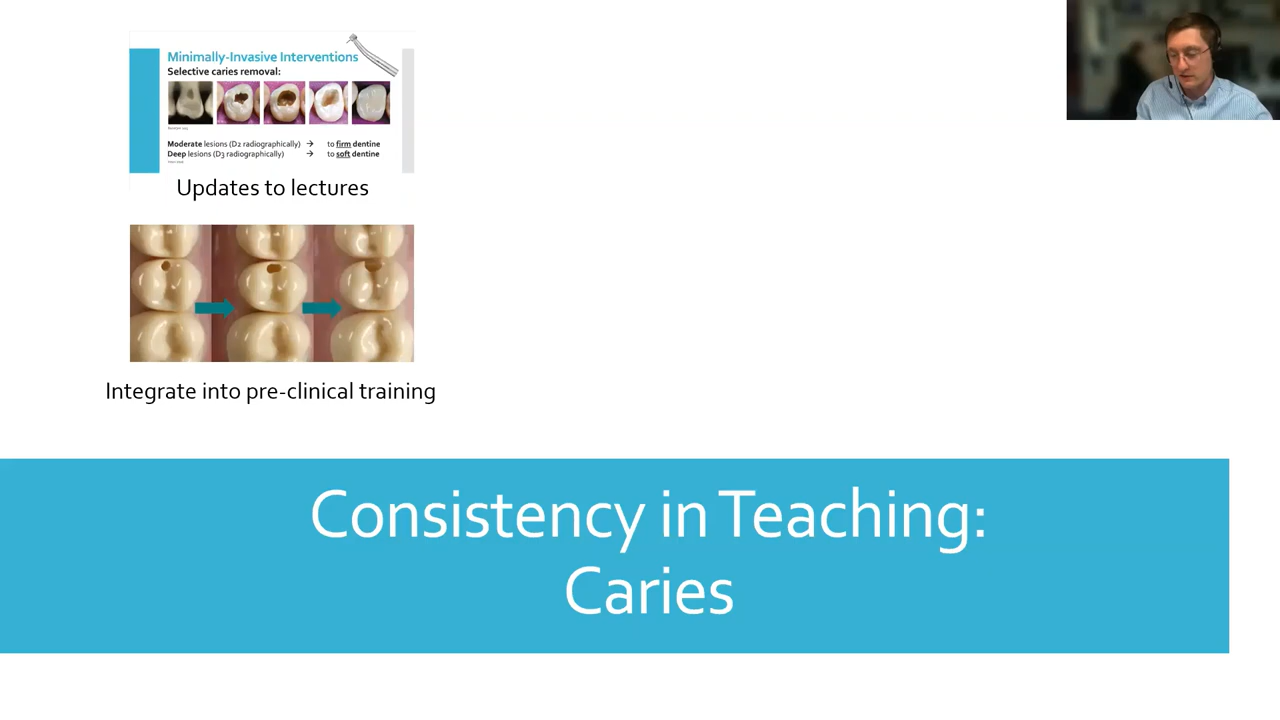 Minimally-Invasive Interventions
Selective caries removal:
Moderate lesions (D2 radiographically) → to firm dentine
Deep lesions (D3 radiographically) → to soft dentine
Updates to lectures
Integrate into pre-clinical training
Consistency in Teaching:
Caries